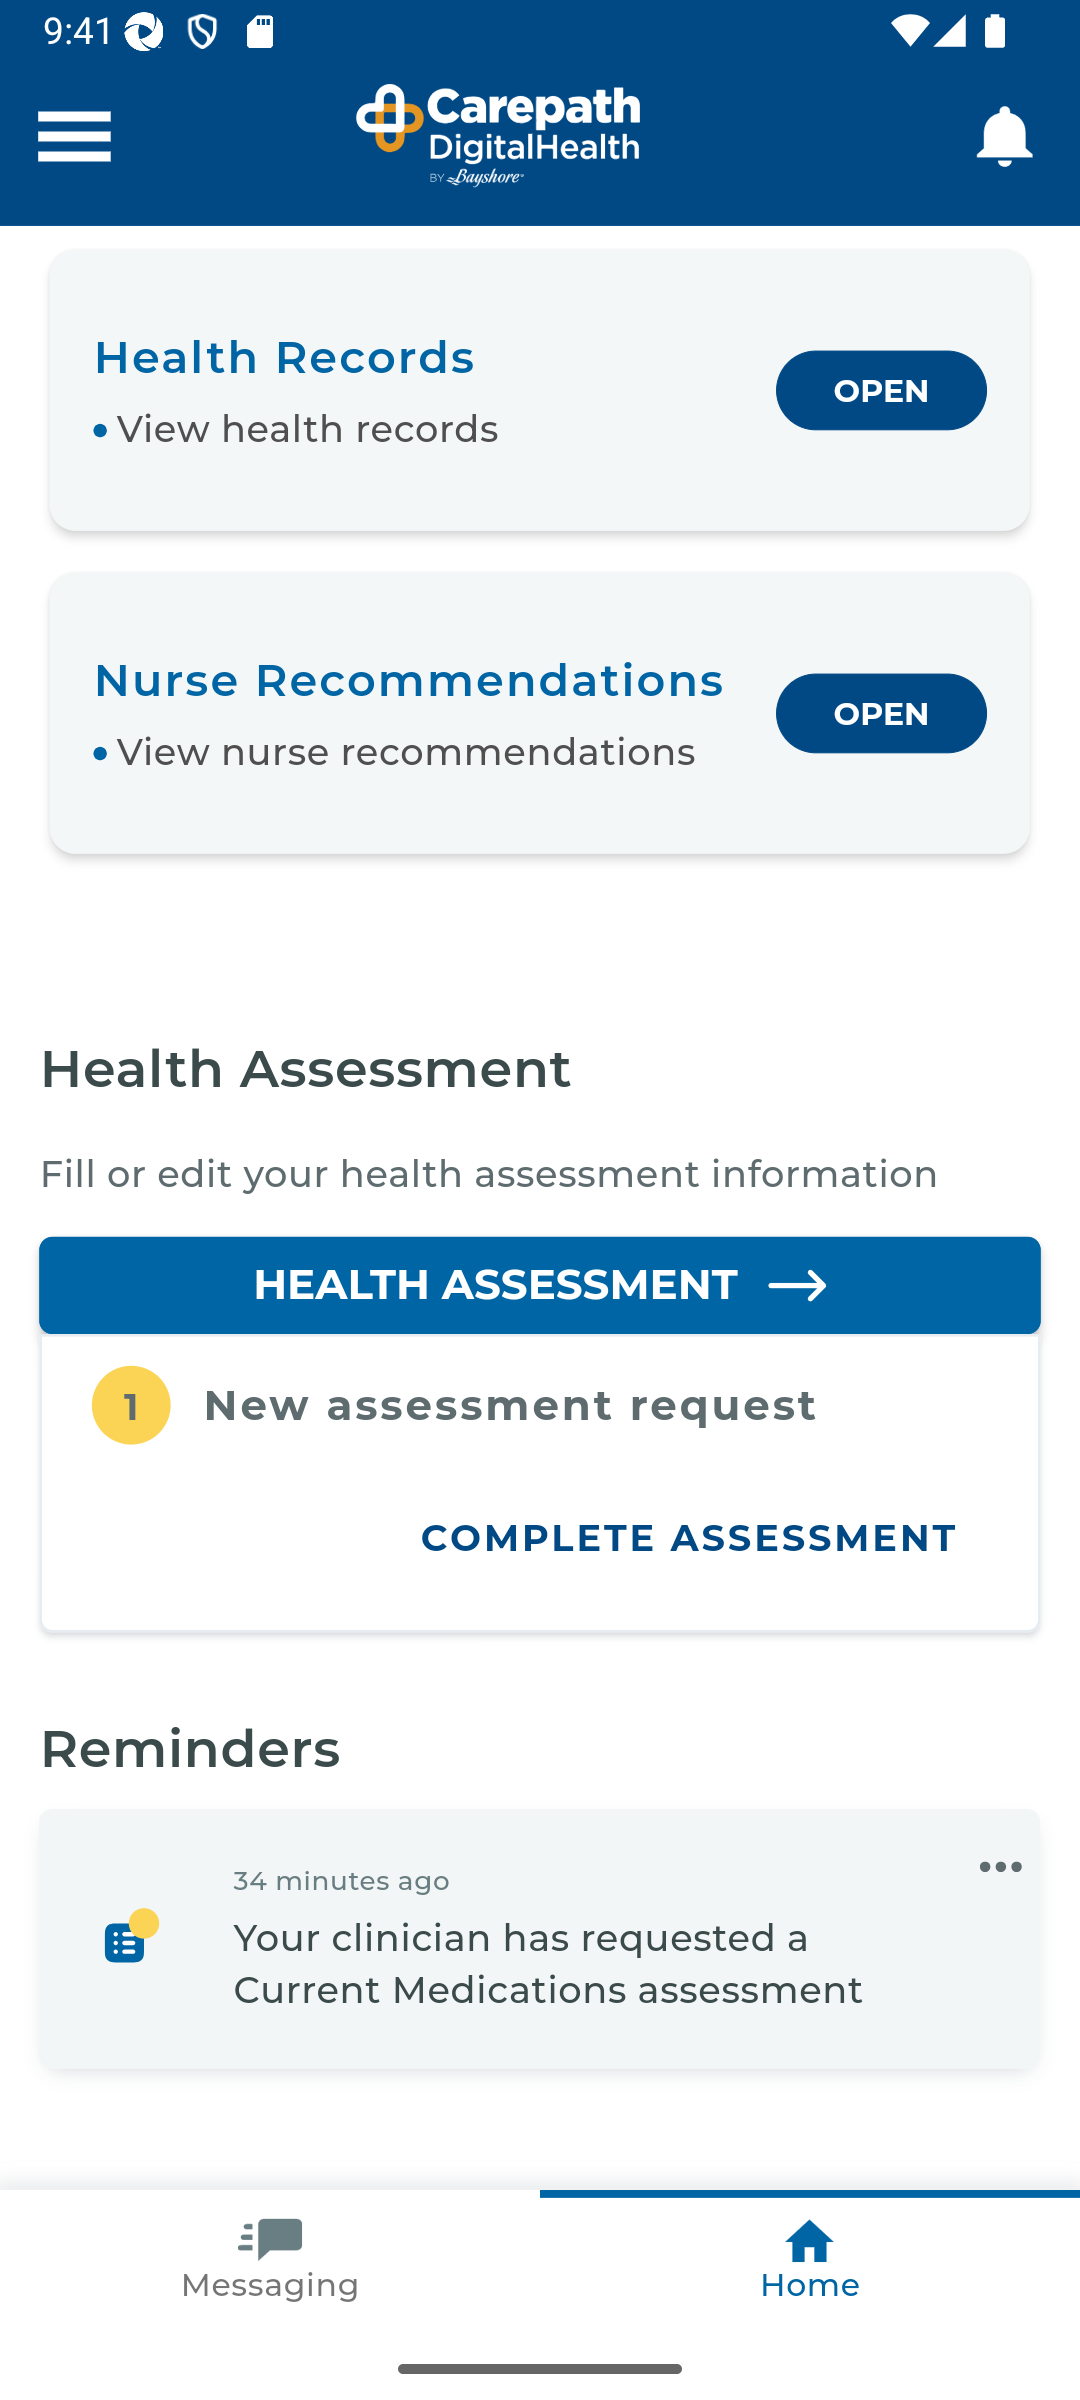 9:41
Carepath
DigitalHealth
BY Bayshore
Health Records
View health records
OPEN
Nurse Recommendations
View nurse recommendations
OPEN
Health Assessment
Fill or edit your health assessment information
HEALTH ASSESSMENT
1 New assessment request
COMPLETE ASSESSMENT
Reminders
34 minutes ago
Your clinician has requested a
Current Medications assessment
Messaging
Home